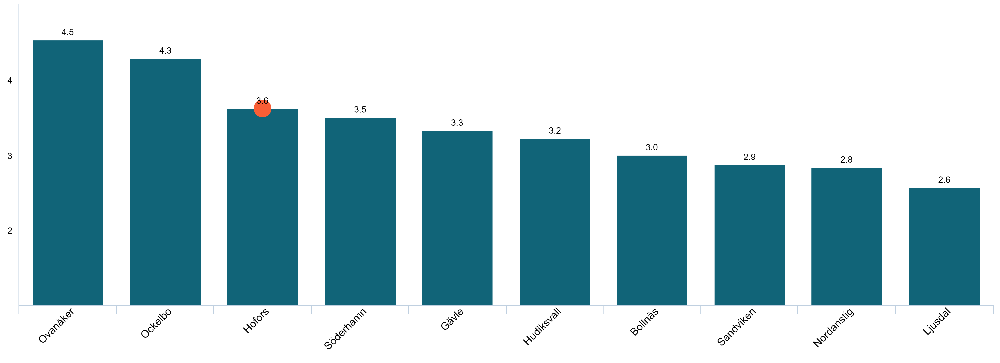 4.5
4.3
4
3.6
3.5
3.3
3.2
3.0
3
2.9
2.8
2.6
2
Ovanåker
Ockelbo
Hofors
Söderhamn
Gävle
Hudiksvall
Bollnäs
Sandviken
Nordanstig
Ljusdal